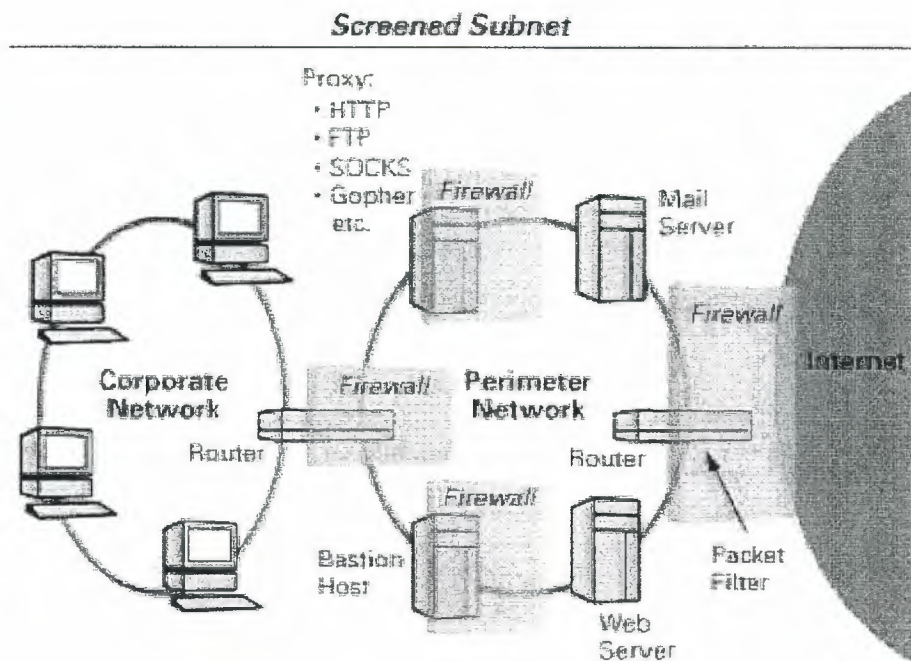 Screened Subnet
Proxy:
• HTTP
• FTP
• SOCKS
• Gopher
etc.
Firewall
Mail
Server
Firewall
Internet
Corporate
Network
Firewall
Perimeter
Network
Router
Router
Firewall
Bastion
Host
Packet
Filter
Web
Server